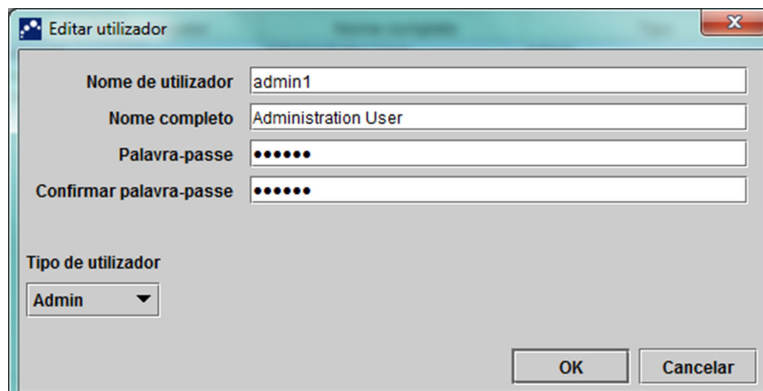 Editar utilizador
Nome de utilizador admin1
Nome completo Administration User
Palavra-passe ••••••
Confirmar palavra-passe ••••••
Tipo de utilizador
Admin
OK Cancelar